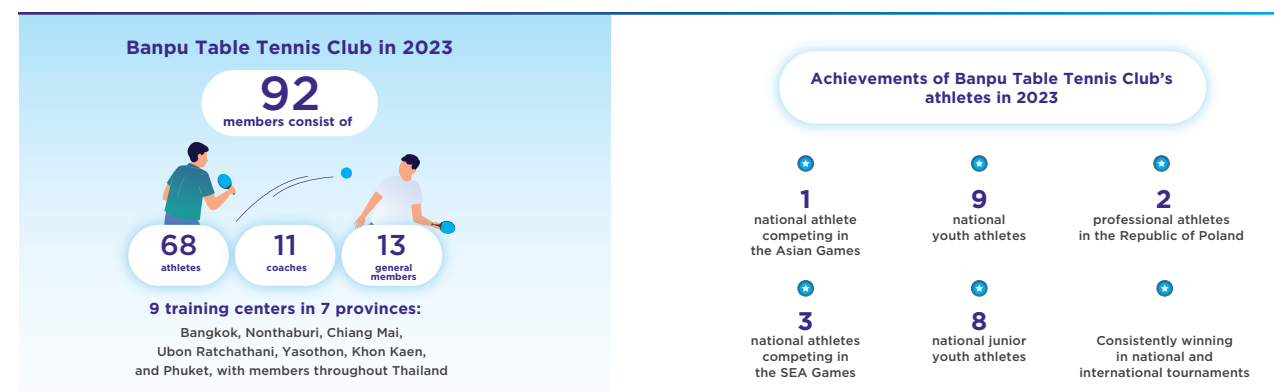 Banpu Table Tennis Club in 2023
92
members consist of
68
athletes
11
coaches
13
general
members
9 training centers in 7 provinces:
Bangkok, Nonthaburi, Chiang Mai,
Ubon Ratchathani, Yasothon, Khon Kaen,
and Phuket, with members throughout Thailand
Achievements of Banpu Table Tennis Club's
athletes in 2023
1
national athlete
competing in
the Asian Games
9
national
youth athletes
2
professional athletes
in the Republic of Poland
3
national athletes
competing in
the SEA Games
8
national junior
youth athletes
Consistently winning
in national and
international tournaments